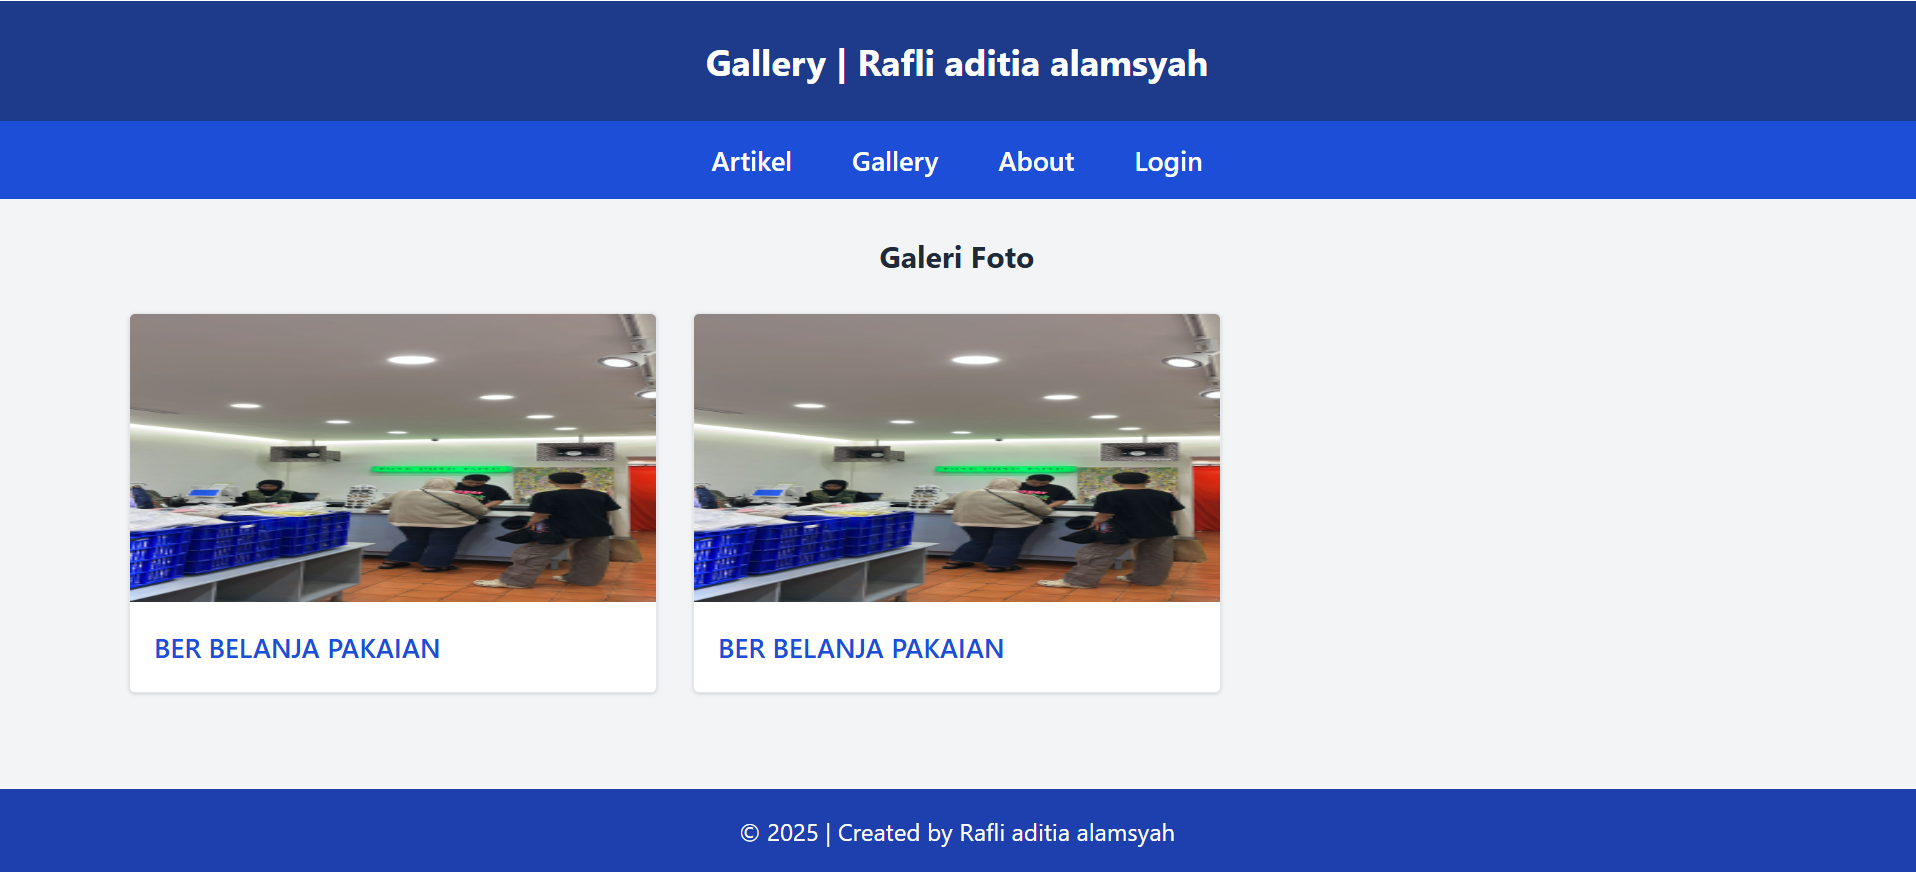 Gallery | Rafli aditia alamsyah
Artikel Gallery About Login
Galeri Foto
BER BELANJA PAKAIAN
BER BELANJA PAKAIAN
© 2025 | Created by Rafli aditia alamsyah